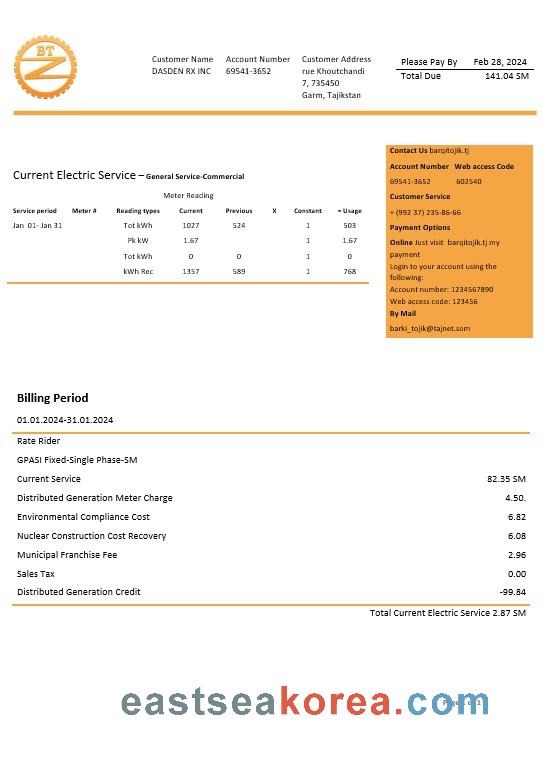 BT
Customer Name Account Number Customer Address
DASDEN RX INC 69541-3652 rue Khoutchandi
7, 735450
Garm, Tajikstan
Please Pay By Feb 28, 2024
Total Due 141.04 SM
Current Electric Service – General Service-Commercial
Meter Reading
Service period Meter # Reading types Current Previous X Constant = Usage
Jan 01- Jan 31 Tot kWh 1027 524 1 503
Pk kW 1.67 1 1.67
Tot kWh 0 0 1 0
kWh Rec 1357 589 1 768
Contact Us barqitojik.tj
Account Number Web access Code
69541-3652 602540
Customer Service
+ (992 37) 235-86-66
Payment Options
Online Just visit barqitojik.tj my
payment
Login to your account using the
following:
Account number: 1234567890
Web access code: 123456
By Mail
barki_tojik@tajnet.som
Billing Period
01.01.2024-31.01.2024
Rate Rider
GPASI Fixed-Single Phase-SM
Current Service 82.35 SM
Distributed Generation Meter Charge 4.50.
Environmental Compliance Cost 6.82
Nuclear Construction Cost Recovery 6.08
Municipal Franchise Fee 2.96
Sales Tax 0.00
Distributed Generation Credit -99.84
Total Current Electric Service 2.87 SM
eastseakorea.com